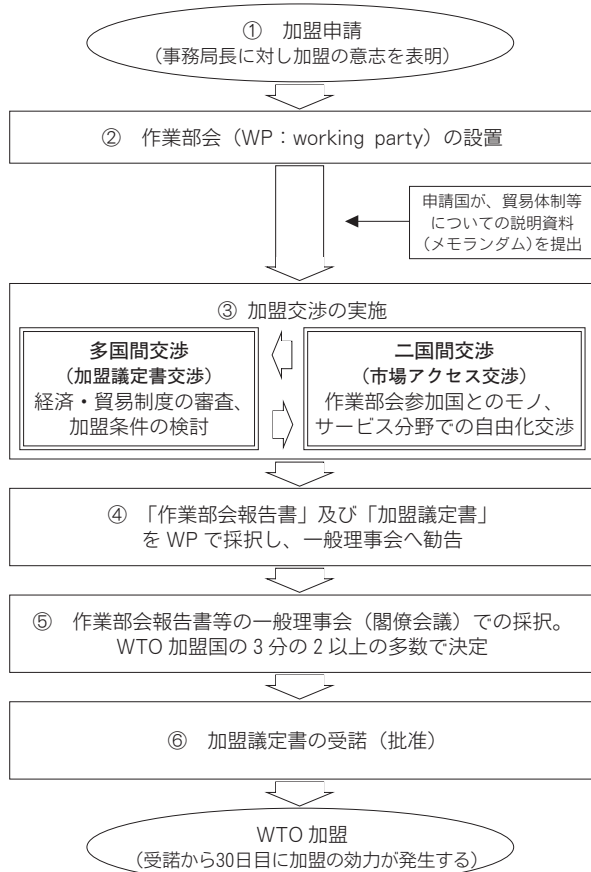 ① 加盟申請
(事務局長に対し加盟の意志を表明)
② 作業部会(WP:working party)の設置
申請国が、貿易体制等
についての説明資料
(メモランダム)を提出
③ 加盟交渉の実施
多国間交渉
(加盟議定書交渉)
経済・貿易制度の審査、
加盟条件の検討
二国間交渉
(市場アクセス交渉)
作業部会参加国とのモノ、
サービス分野での自由化交渉
④ 「作業部会報告書」及び「加盟議定書」
を WP で採択し、一般理事会へ勧告
⑤ 作業部会報告書等の一般理事会(閣僚会議)での採択。
WTO 加盟国の 3 分の 2 以上の多数で決定
⑥ 加盟議定書の受諾(批准)
WTO 加盟
(受諾から30日目に加盟の効力が発生する)